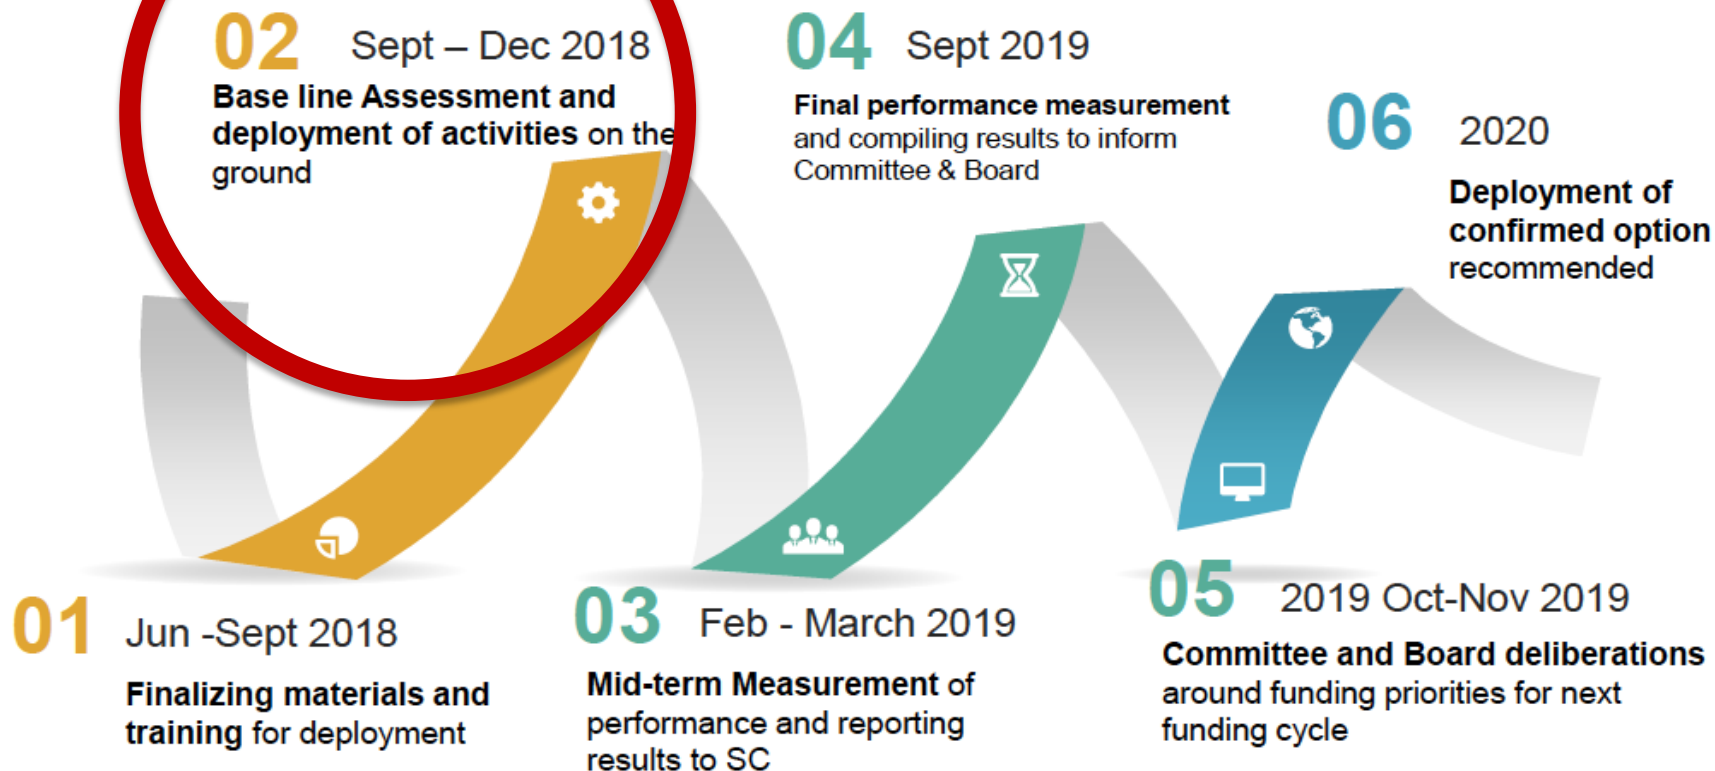 01 Jun -Sept 2018
Finalizing materials and
training for deployment
02 Sept – Dec 2018
Base line Assessment and
deployment of activities on the
ground
03 Feb - March 2019
Mid-term Measurement of
performance and reporting
results to SC
04 Sept 2019
Final performance measurement
and compiling results to inform
Committee & Board
05 2019 Oct-Nov 2019
Committee and Board deliberations
around funding priorities for next
funding cycle
06 2020
Deployment of
confirmed option
recommended